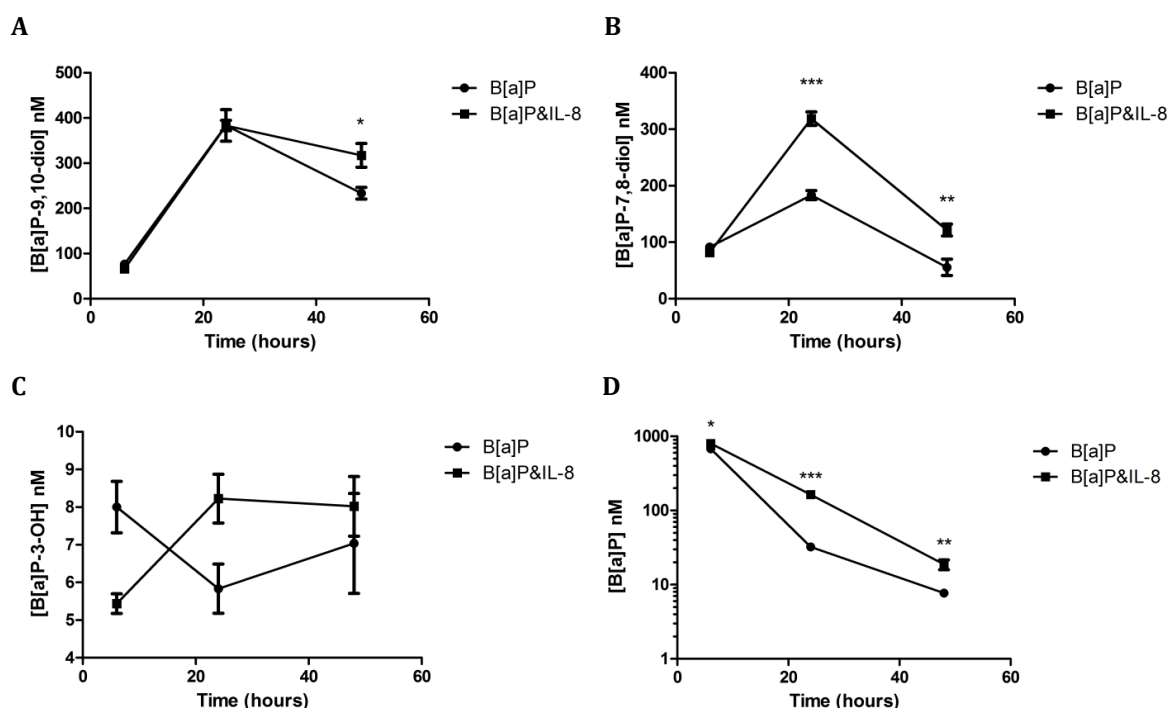 A
[B[a]P-9,10-diol] nM
500
400
300
200
100
0
0 20 40 60
Time (hours)
*
B[a]P
B[a]P&IL-8
B
[B[a]P-7,8-diol] nM
400
300
200
100
0
0 20 40 60
Time (hours)
***
**
B[a]P
B[a]P&IL-8
C
[B[a]P-3-OH] nM
10
9
8
7
6
5
4
0 20 40 60
Time (hours)
B[a]P
B[a]P&IL-8
D
[B[a]P] nM
1000
100
10
1
0 20 40 60
Time (hours)
*
***
**
B[a]P
B[a]P&IL-8